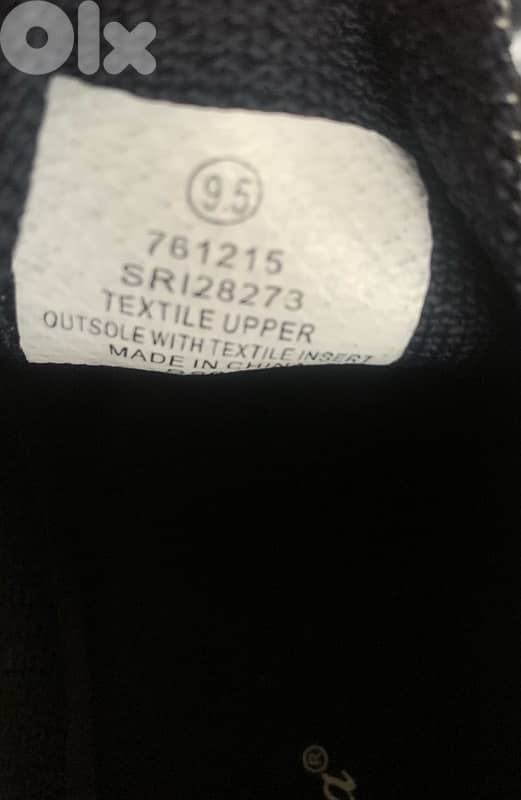 olx
9.5
761215
SRI28273
TEXTILE UPPER
OUTSOLE WITH TEXTILE INSERT
MADE IN CHINA
®